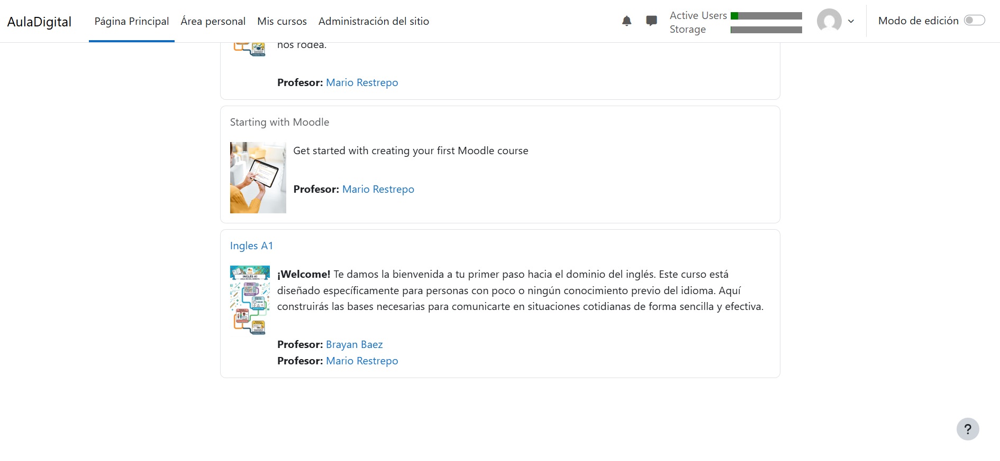 AulaDigital
Página Principal
Área personal
Mis cursos
Administración del sitio
Active Users
Storage
Modo de edición
nos rodea.
Profesor: Mario Restrepo
Starting with Moodle
Get started with creating your first Moodle course
Profesor: Mario Restrepo
Ingles A1
INGLÉS A1
¡Welcome! Te damos la bienvenida a tu primer paso hacia el dominio del inglés. Este curso está
diseñado específicamente para personas con poco o ningún conocimiento previo del idioma. Aquí
construirás las bases necesarias para comunicarte en situaciones cotidianas de forma sencilla y efectiva.
Profesor: Brayan Baez
Profesor: Mario Restrepo
?